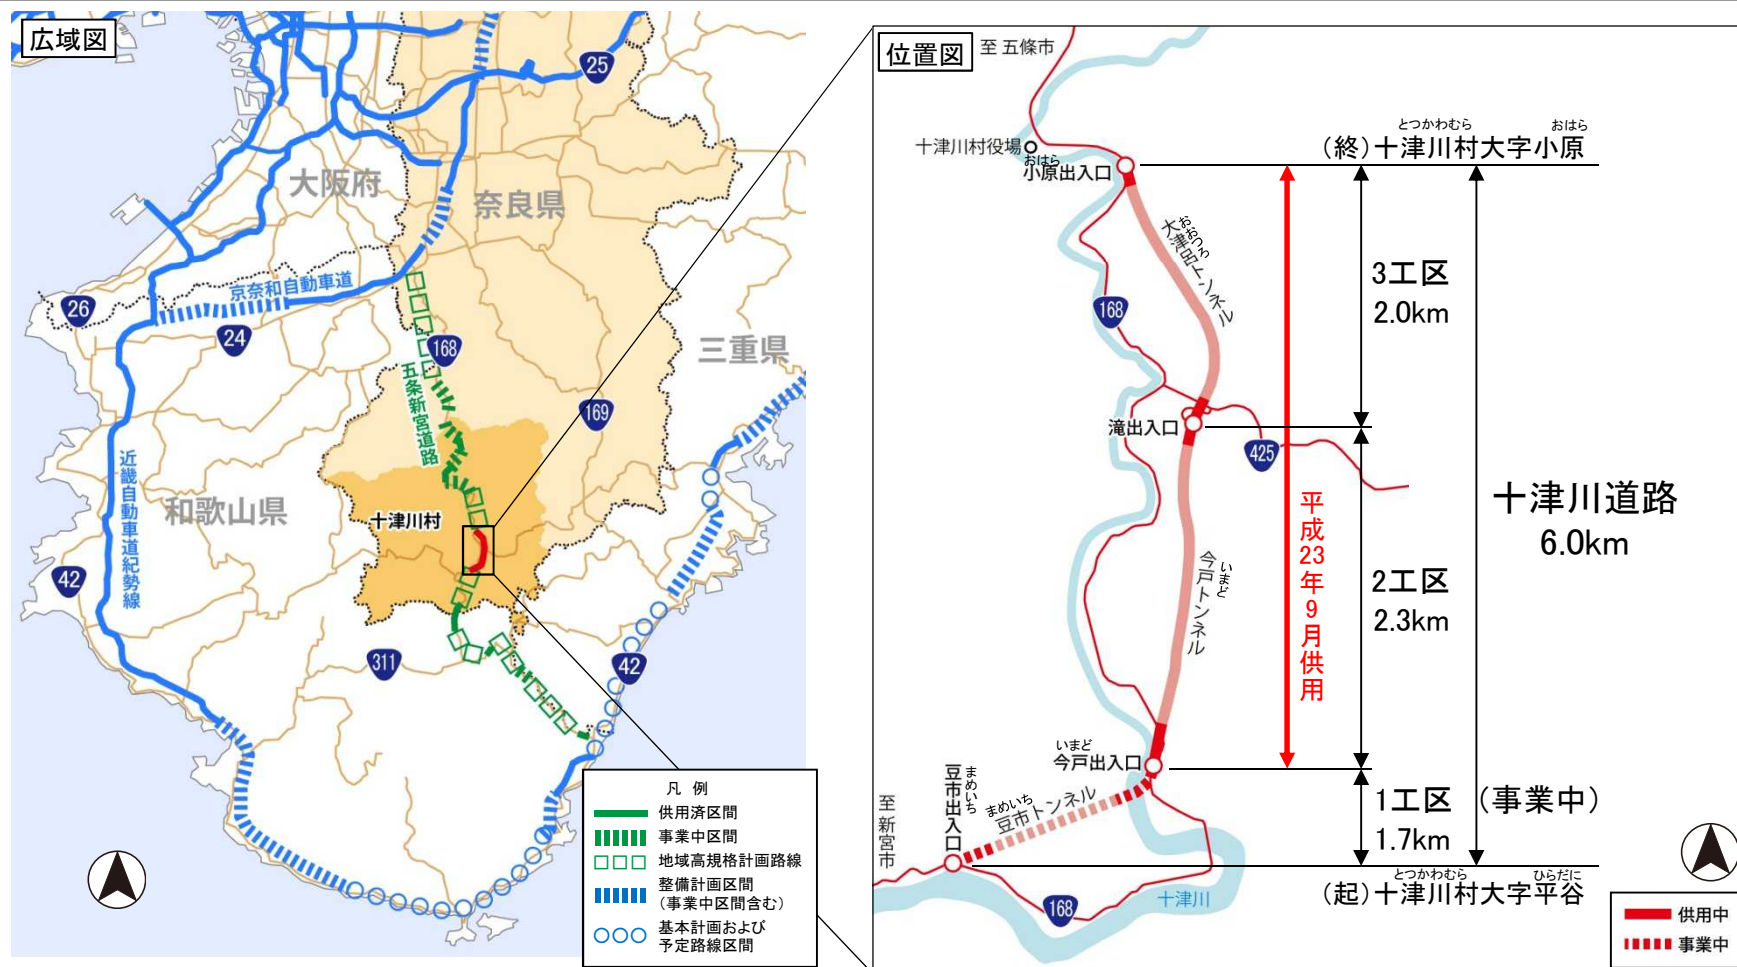 広域図
25
大阪府
奈良県
京奈和自動車道
26
24
168
三重県
五条新宮道路
169
近畿自動車道紀勢線
和歌山県
十津川村
42
311
42
凡 例
供用済区間
事業中区間
地域高規格計画路線
整備計画区間
(事業中区間含む)
基本計画および
予定路線区間
位置図
至 五條市
十津川村役場
おはら
小原出入口
とつかわむら おはら
(終)十津川村大字小原
おおつろ
大津呂トンネル
168
3工区
2.0km
滝出入口
425
平成23年9月供用
十津川道路
6.0km
いまど
今戸トンネル
2工区
2.3km
いまど
今戸出入口
まめいち
豆市出入口
まめいち
豆市トンネル
至 新宮市
1工区 (事業中)
1.7km
とつかわむら ひらだに
(起)十津川村大字平谷
168
十津川
供用中
事業中